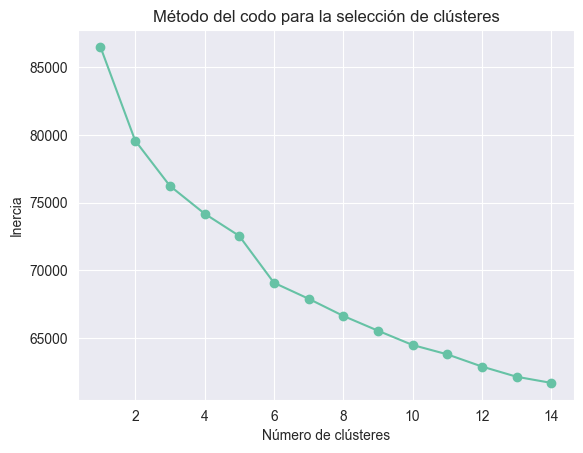 Método del codo para la selección de clústeres
85000
80000
75000
70000
65000
Inercia
2 4 6 8 10 12 14
Número de clústeres